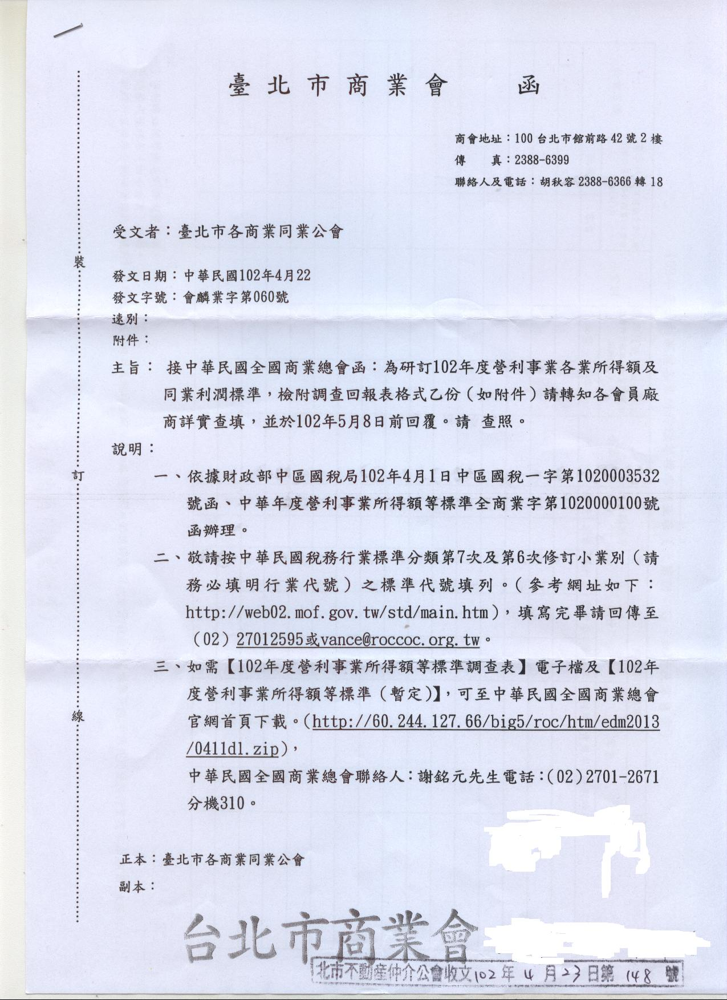 臺北市商業會　　函
商會地址：100 台北市館前路 42 號 2 樓
傳　　真：2388-6399
聯絡人及電話：胡秋容 2388-6366 轉 18
受文者：臺北市各商業同業公會
裝
發文日期：中華民國102年4月22
發文字號：會麟業字第060號
速別：
附件：
主旨： 接中華民國全國商業總會函：為研訂102年度營利事業各業所得額及
同業利潤標準，檢附調查回報表格式乙份（如附件）請轉知各會員廠
商詳實查填，並於102年5月8日前回覆。請 查照。
說明：
訂
一、依據財政部中區國稅局102年4月1日中區國稅一字第1020003532
號函、中華年度營利事業所得額等標準全商業字第1020000100號
函辦理。
二、敬請按中華民國稅務行業標準分類第7次及第6次修訂小業別（請
務必填明行業代號）之標準代號填列。（參考網址如下：
http://web02.mof.gov.tw/std/main.htm），填寫完畢請回傳至
（02）27012595或vance@roccoc.org.tw。
三、如需【102年度營利事業所得額等標準調查表】電子檔及【102年
度營利事業所得額等標準（暫定)】，可至中華民國全國商業總會
線
官網首頁下載。(http://60.244.127.66/big5/roc/htm/edm2013
/0411dl.zip)，
中華民國全國商業總會聯絡人：謝銘元先生電話：(02)2701-2671
分機310。
正本：臺北市各商業同業公會
副本：
台北市商業會
北市不動產仲介公會收文102年4月23日第148號